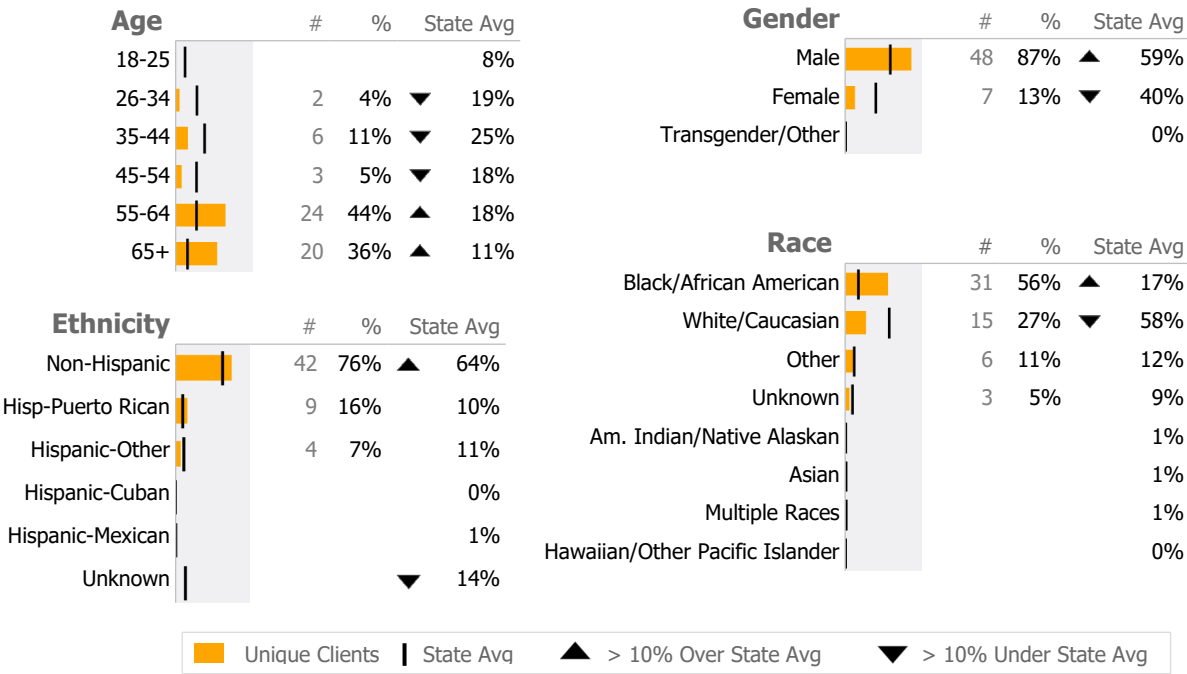 Age # % State Avg
18-25 8%
26-34 2 4% ▼ 19%
35-44 6 11% ▼ 25%
45-54 3 5% ▼ 18%
55-64 24 44% ▲ 18%
65+ 20 36% ▲ 11%
Ethnicity # % State Avg
Non-Hispanic 42 76% ▲ 64%
Hisp-Puerto Rican 9 16% 10%
Hispanic-Other 4 7% 11%
Hispanic-Cuban 0%
Hispanic-Mexican 1%
Unknown ▼ 14%
Gender # % State Avg
Male 48 87% ▲ 59%
Female 7 13% ▼ 40%
Transgender/Other 0%
Race # % State Avg
Black/African American 31 56% ▲ 17%
White/Caucasian 15 27% ▼ 58%
Other 6 11% 12%
Unknown 3 5% 9%
Am. Indian/Native Alaskan 1%
Asian 1%
Multiple Races 1%
Hawaiian/Other Pacific Islander 0%
Unique Clients State Avg ▲ > 10% Over State Avg ▼ > 10% Under State Avg